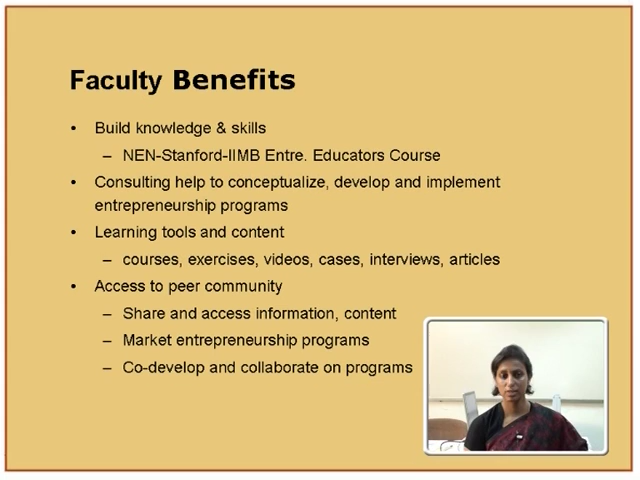 Faculty Benefits
• Build knowledge & skills
– NEN-Stanford-IIMB Entre. Educators Course
• Consulting help to conceptualize, develop and implement
entrepreneurship programs
• Learning tools and content
– courses, exercises, videos, cases, interviews, articles
• Access to peer community
– Share and access information, content
– Market entrepreneurship programs
– Co-develop and collaborate on programs